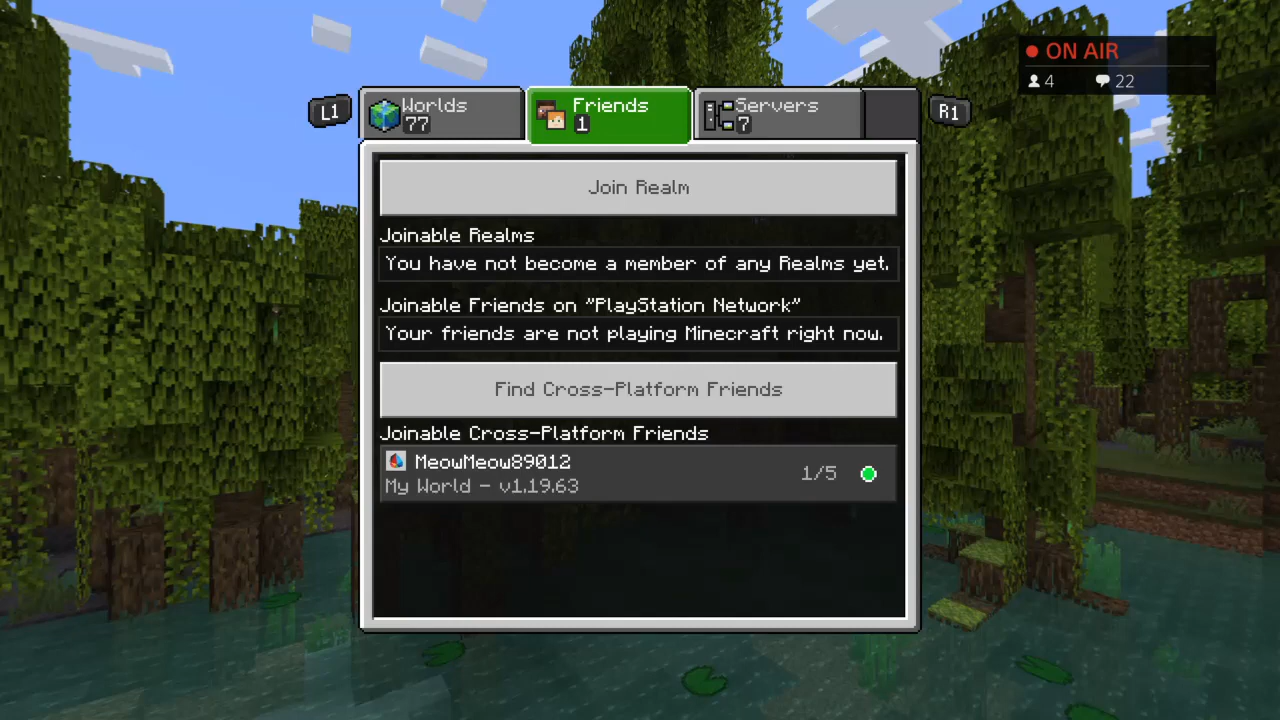 ON AIR
4 22
L1
Worlds
77
Friends
1
Servers
7
R1
Join Realm
Joinable Realms
You have not become a member of any Realms yet.
Joinable Friends on "PlayStation Network"
Your friends are not playing Minecraft right now.
Find Cross-Platform Friends
Joinable Cross-Platform Friends
MeowMeow89012
My World - v1.19.63
1/5